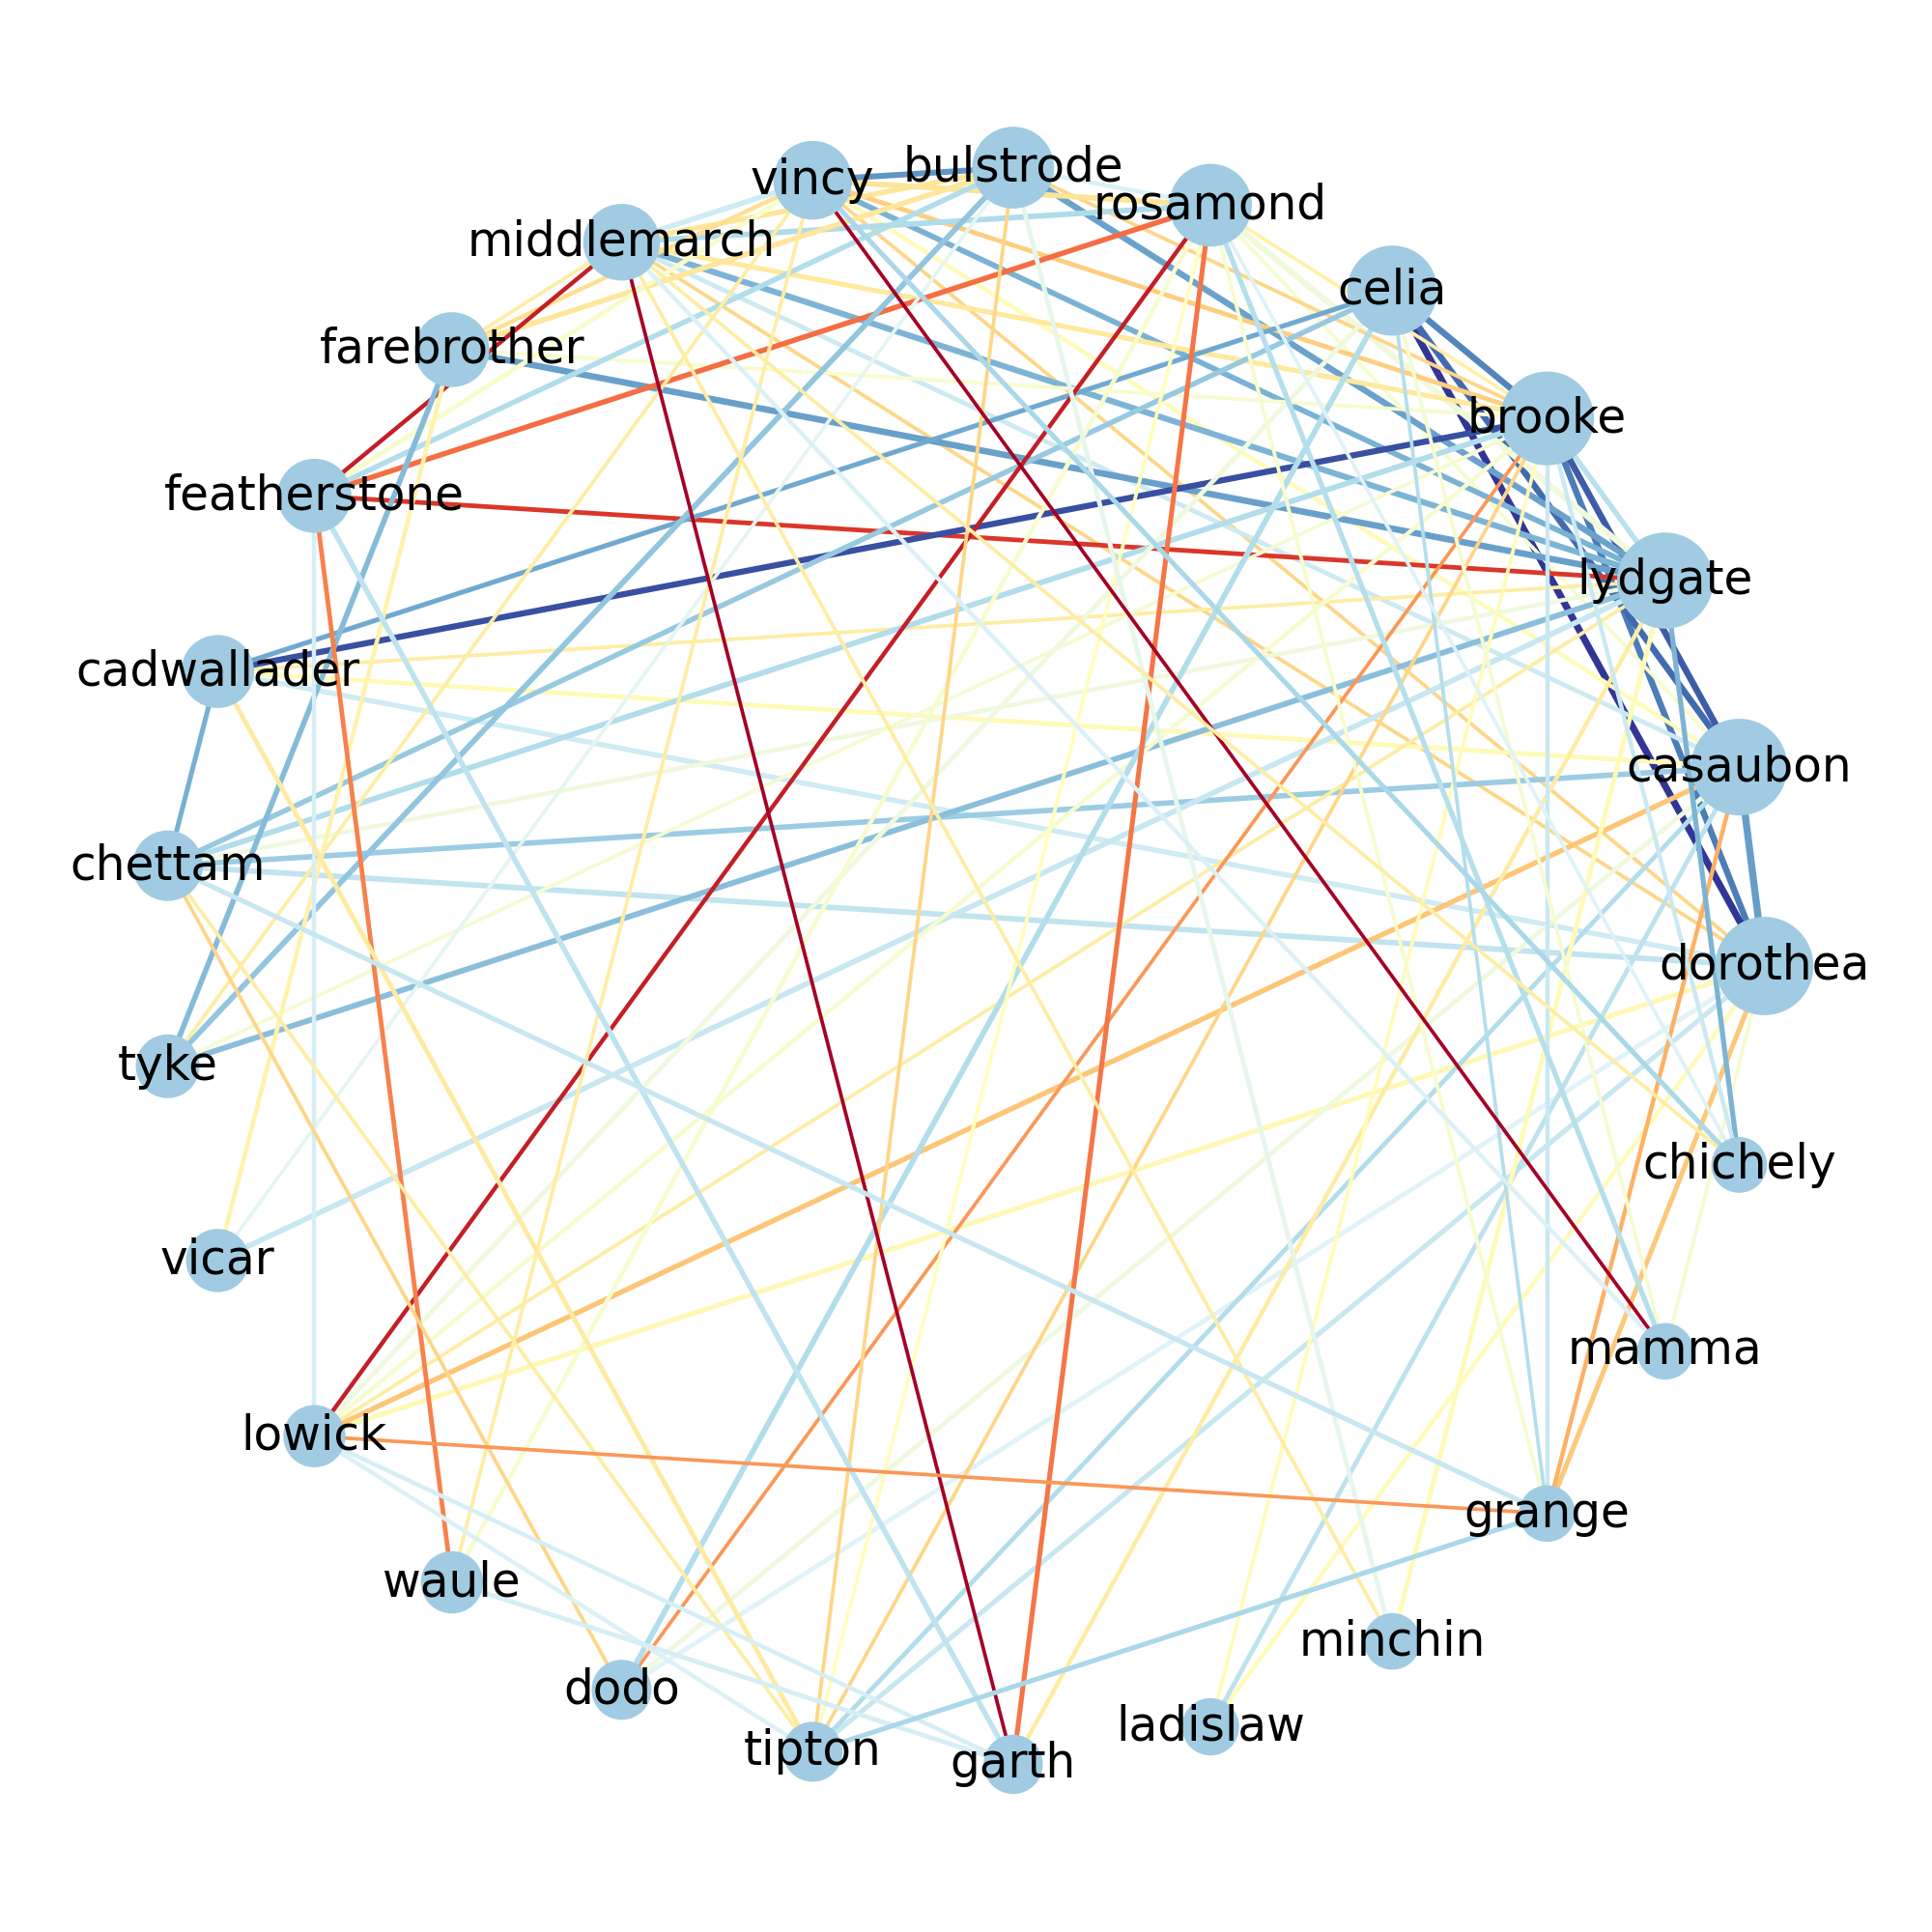 bulstrode
vincy
rosamond
middlemarch
celia
farebrother
brooke
featherstone
lydgate
cadwallader
casaubon
chettam
dorothea
tyke
chichely
vicar
mamma
lowick
grange
waule
minchin
dodo
ladislaw
tipton
garth